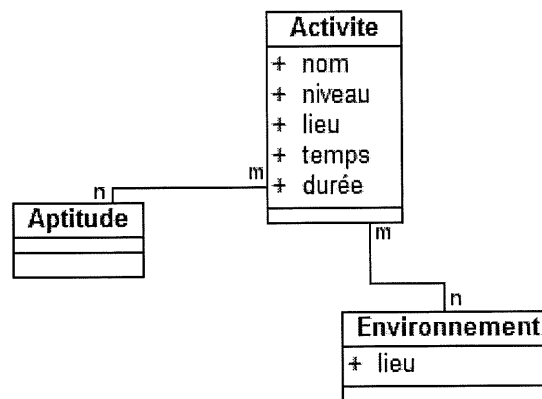 Activite
+ nom
+ niveau
+ lieu
+ temps
+ durée
m
n
Aptitude
m
n
Environnement
+ lieu